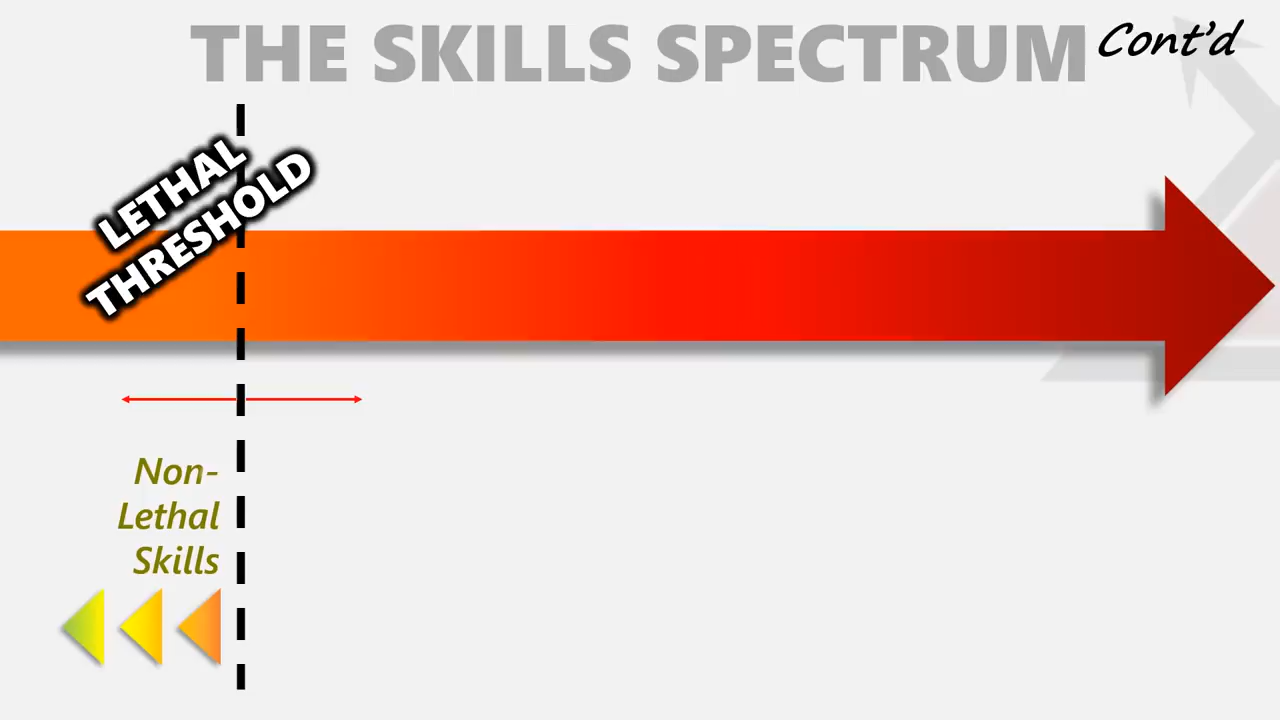 THE SKILLS SPECTRUM Cont'd
LETHAL
THRESHOLD
Non-
Lethal
Skills